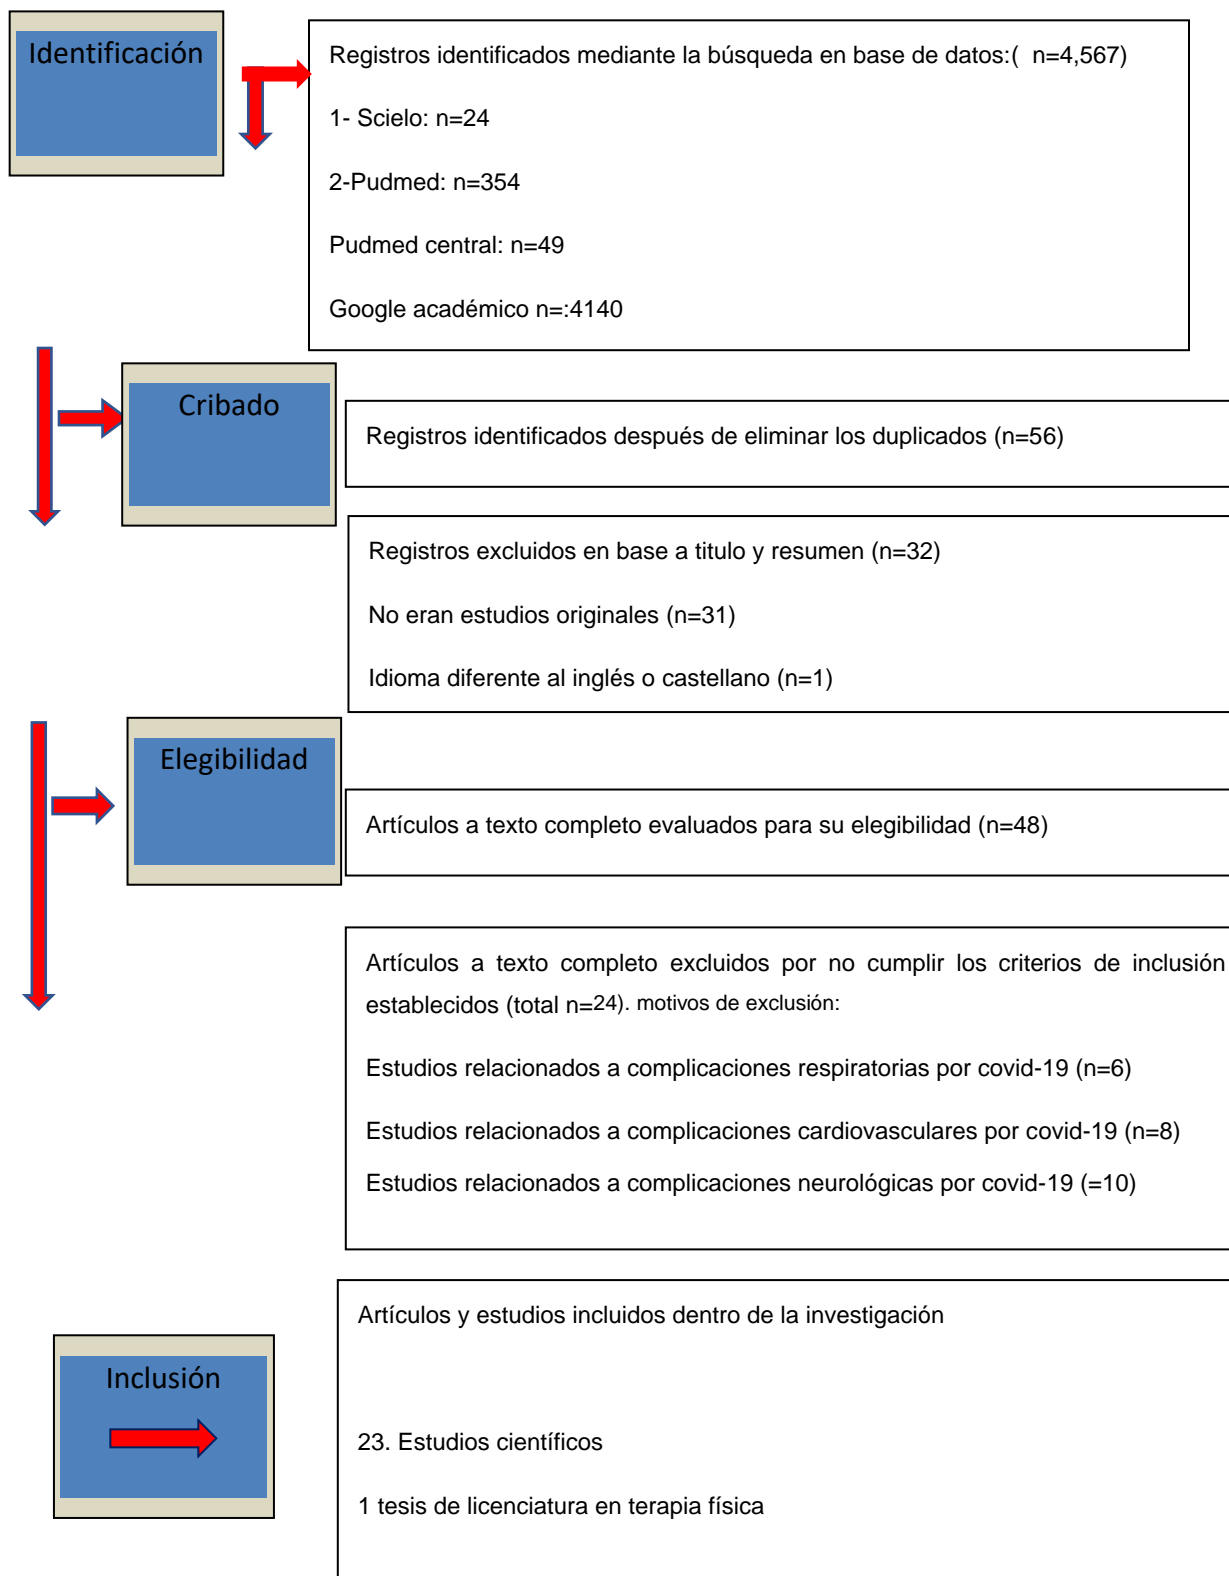 Identificación
Registros identificados mediante la búsqueda en base de datos:( n=4,567)
1- Scielo: n=24
2-Pudmed: n=354
Pudmed central: n=49
Google académico n=:4140
Cribado
Registros identificados después de eliminar los duplicados (n=56)
Registros excluidos en base a titulo y resumen (n=32)
No eran estudios originales (n=31)
Idioma diferente al inglés o castellano (n=1)
Elegibilidad
Artículos a texto completo evaluados para su elegibilidad (n=48)
Artículos a texto completo excluidos por no cumplir los criterios de inclusión
establecidos (total n=24). motivos de exclusión:
Estudios relacionados a complicaciones respiratorias por covid-19 (n=6)
Estudios relacionados a complicaciones cardiovasculares por covid-19 (n=8)
Estudios relacionados a complicaciones neurológicas por covid-19 (=10)
Inclusión
Artículos y estudios incluidos dentro de la investigación
23. Estudios científicos
1 tesis de licenciatura en terapia física